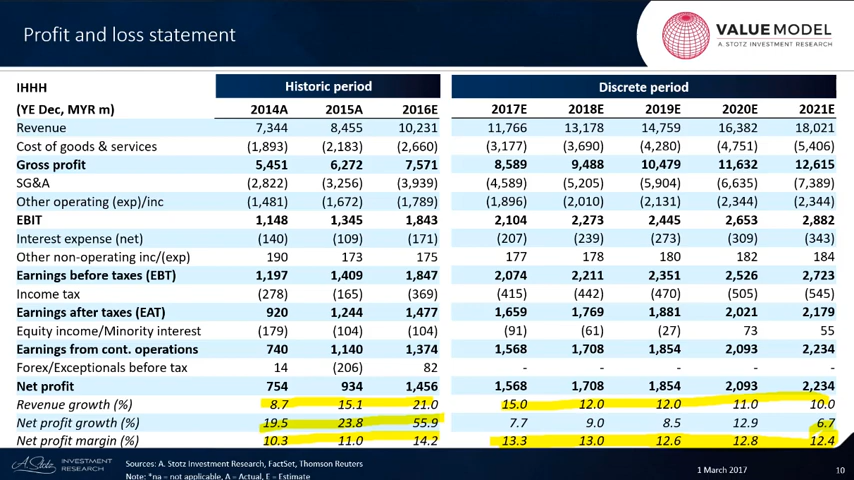 Profit and loss statement
VALUE MODEL
A. STOTZ INVESTMENT RESEARCH
IHHH Historic period Discrete period
(YE Dec, MYR m) 2014A 2015A 2016E 2017E 2018E 2019E 2020E 2021E
Revenue 7,344 8,455 10,231 11,766 13,178 14,759 16,382 18,021
Cost of goods & services (1,893) (2,183) (2,660) (3,177) (3,690) (4,280) (4,751) (5,406)
Gross profit 5,451 6,272 7,571 8,589 9,488 10,479 11,632 12,615
SG&A (2,822) (3,256) (3,939) (4,589) (5,205) (5,904) (6,635) (7,389)
Other operating (exp)/inc (1,481) (1,672) (1,789) (1,896) (2,010) (2,131) (2,344) (2,344)
EBIT 1,148 1,345 1,843 2,104 2,273 2,445 2,653 2,882
Interest expense (net) (140) (109) (171) (207) (239) (273) (309) (343)
Other non-operating inc/(exp) 190 173 175 177 178 180 182 184
Earnings before taxes (EBT) 1,197 1,409 1,847 2,074 2,211 2,351 2,526 2,723
Income tax (278) (165) (369) (415) (442) (470) (505) (545)
Earnings after taxes (EAT) 920 1,244 1,477 1,659 1,769 1,881 2,021 2,179
Equity income/Minority interest (179) (104) (104) (91) (61) (27) 73 55
Earnings from cont. operations 740 1,140 1,374 1,568 1,708 1,854 2,093 2,234
Forex/Exceptionals before tax 14 (206) 82 - - - - -
Net profit 754 934 1,456 1,568 1,708 1,854 2,093 2,234
Revenue growth (%) 8.7 15.1 21.0 15.0 12.0 12.0 11.0 10.0
Net profit growth (%) 19.5 23.8 55.9 7.7 9.0 8.5 12.9 6.7
Net profit margin (%) 10.3 11.0 14.2 13.3 13.0 12.6 12.8 12.4
A. Stotz INVESTMENT RESEARCH
Sources: A. Stotz Investment Research, FactSet, Thomson Reuters
Note: *na = not applicable, A = Actual, E = Estimate
1 March 2017 10